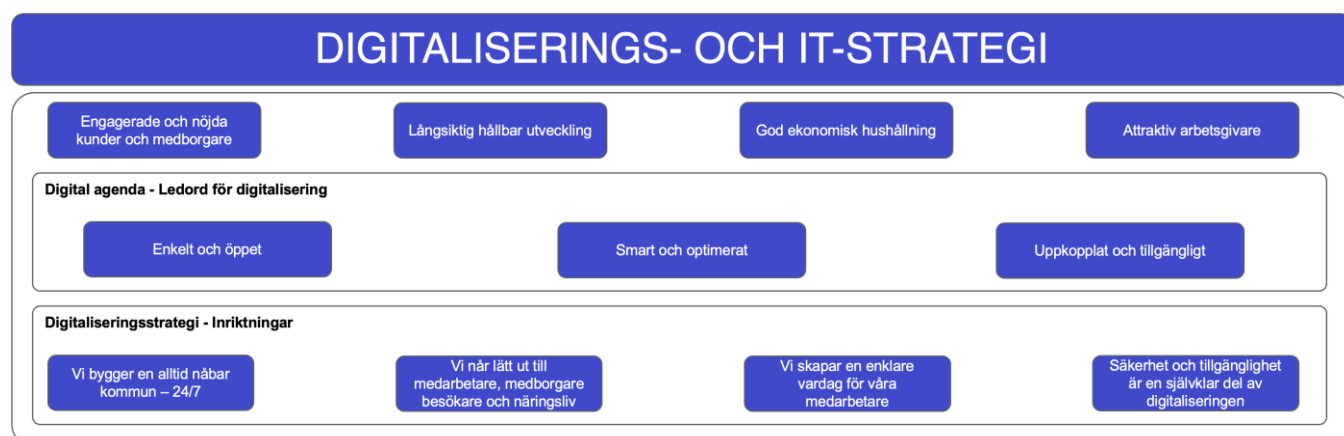 DIGITALISERINGS- OCH IT-STRATEGI
Engagerade och nöjda
kunder och medborgare
Långsiktig hållbar utveckling
God ekonomisk hushållning
Attraktiv arbetsgivare
Digital agenda - Ledord för digitalisering
Enkelt och öppet
Smart och optimerat
Uppkopplat och tillgängligt
Digitaliseringsstrategi - Inriktningar
Vi bygger en alltid nåbar
kommun – 24/7
Vi når lätt ut till
medarbetare, medborgare
besökare och näringsliv
Vi skapar en enklare
vardag för våra
medarbetare
Säkerhet och tillgänglighet
är en självklar del av
digitaliseringen